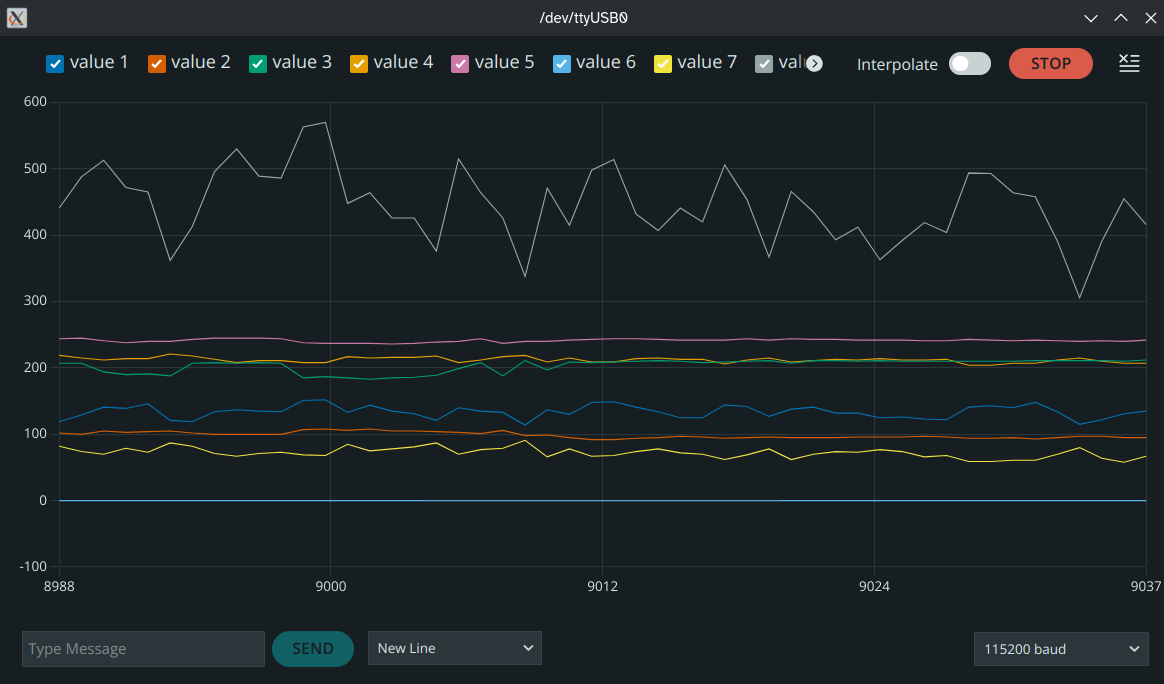 /dev/ttyUSB0
value 1 value 2 value 3 value 4 value 5 value 6 value 7 val Interpolate STOP
600
500
400
300
200
100
0
-100
8988 9000 9012 9024 9037
Type Message SEND New Line 115200 baud